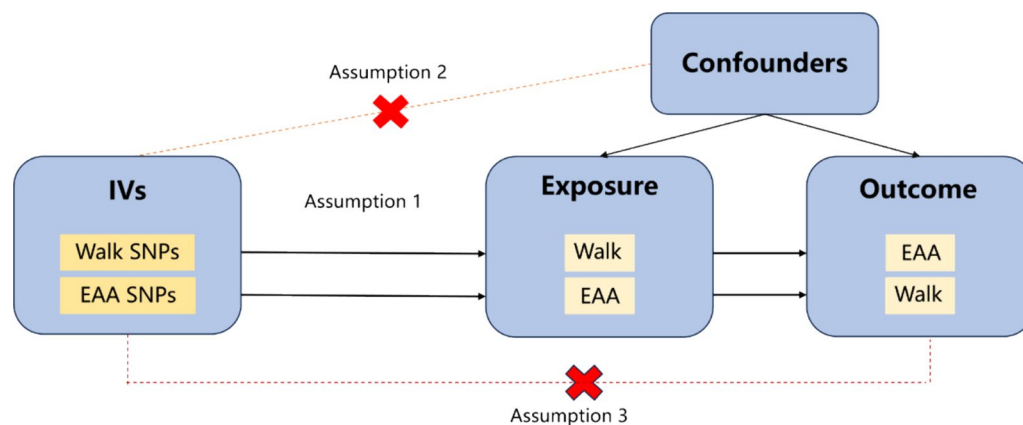 Confounders
Assumption 2
IVs
Walk SNPs
EAA SNPs
Assumption 1
Exposure
Walk
EAA
Outcome
EAA
Walk
Assumption 3